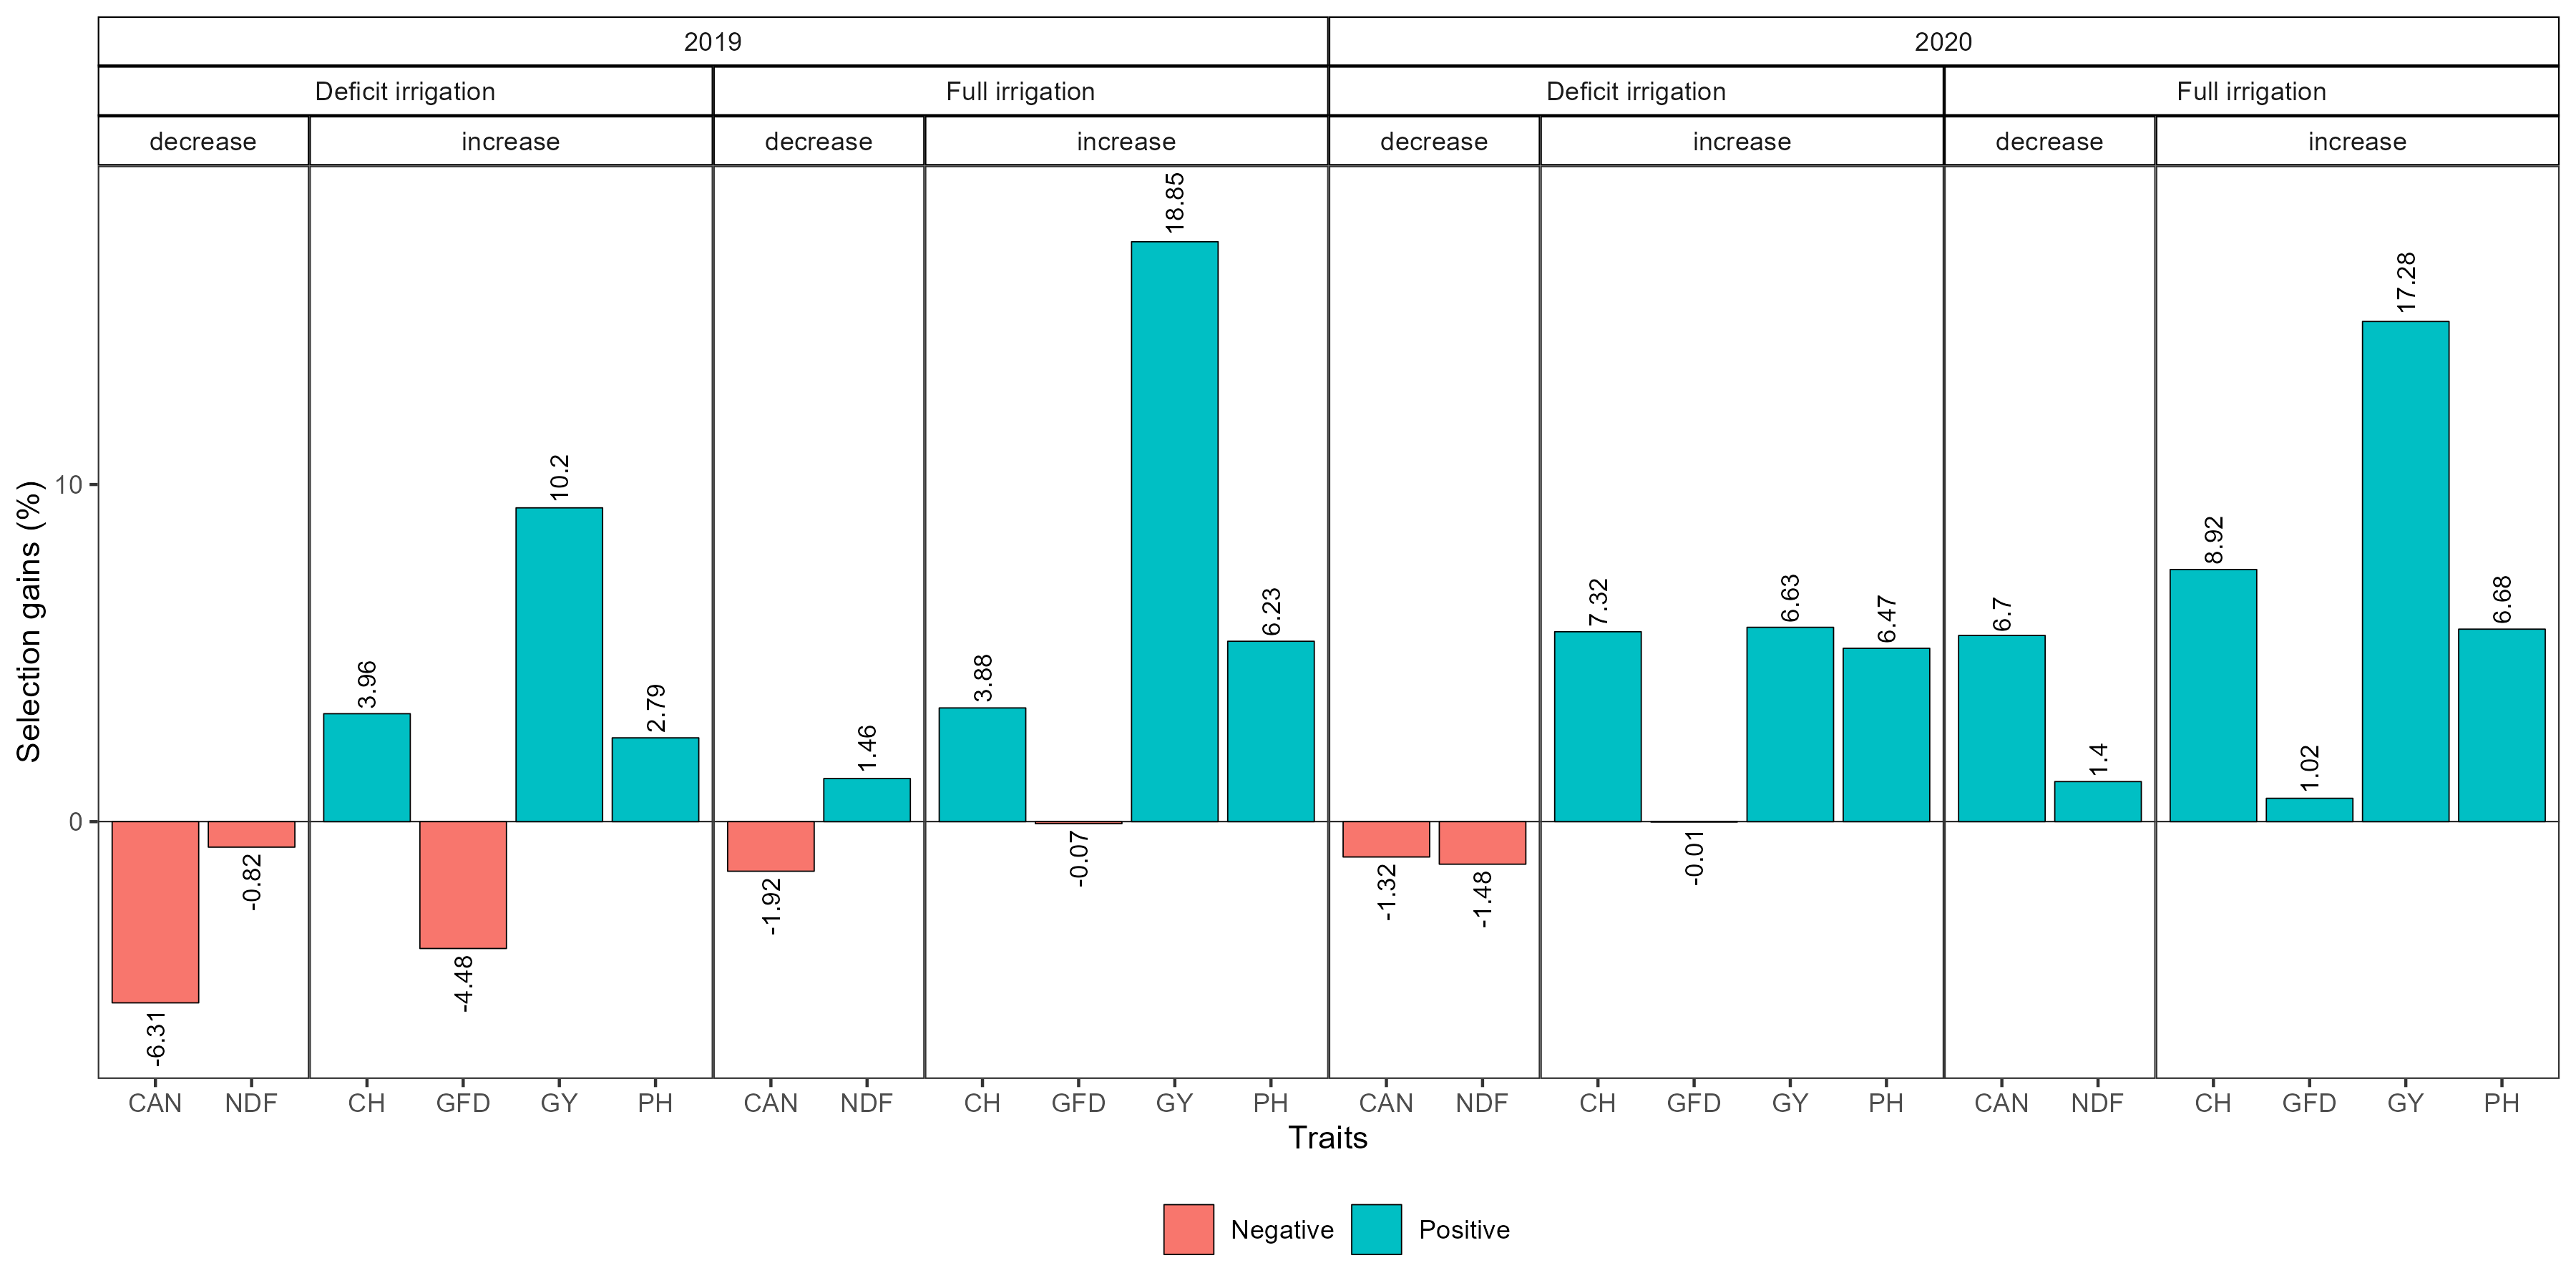 2019 2020
Deficit irrigation Full irrigation Deficit irrigation Full irrigation
decrease increase decrease increase decrease increase decrease increase
Selection gains (%)
10
0
-6.31 -0.82 3.96 -4.48 10.2 2.79 -1.92 1.46 3.88 -0.07 18.85 6.23 -1.32 -1.48 7.32 -0.01 6.63 6.47 6.7 1.4 8.92 1.02 17.28 6.68
CAN NDF CH GFD GY PH CAN NDF CH GFD GY PH CAN NDF CH GFD GY PH CAN NDF CH GFD GY PH
Traits
Negative Positive